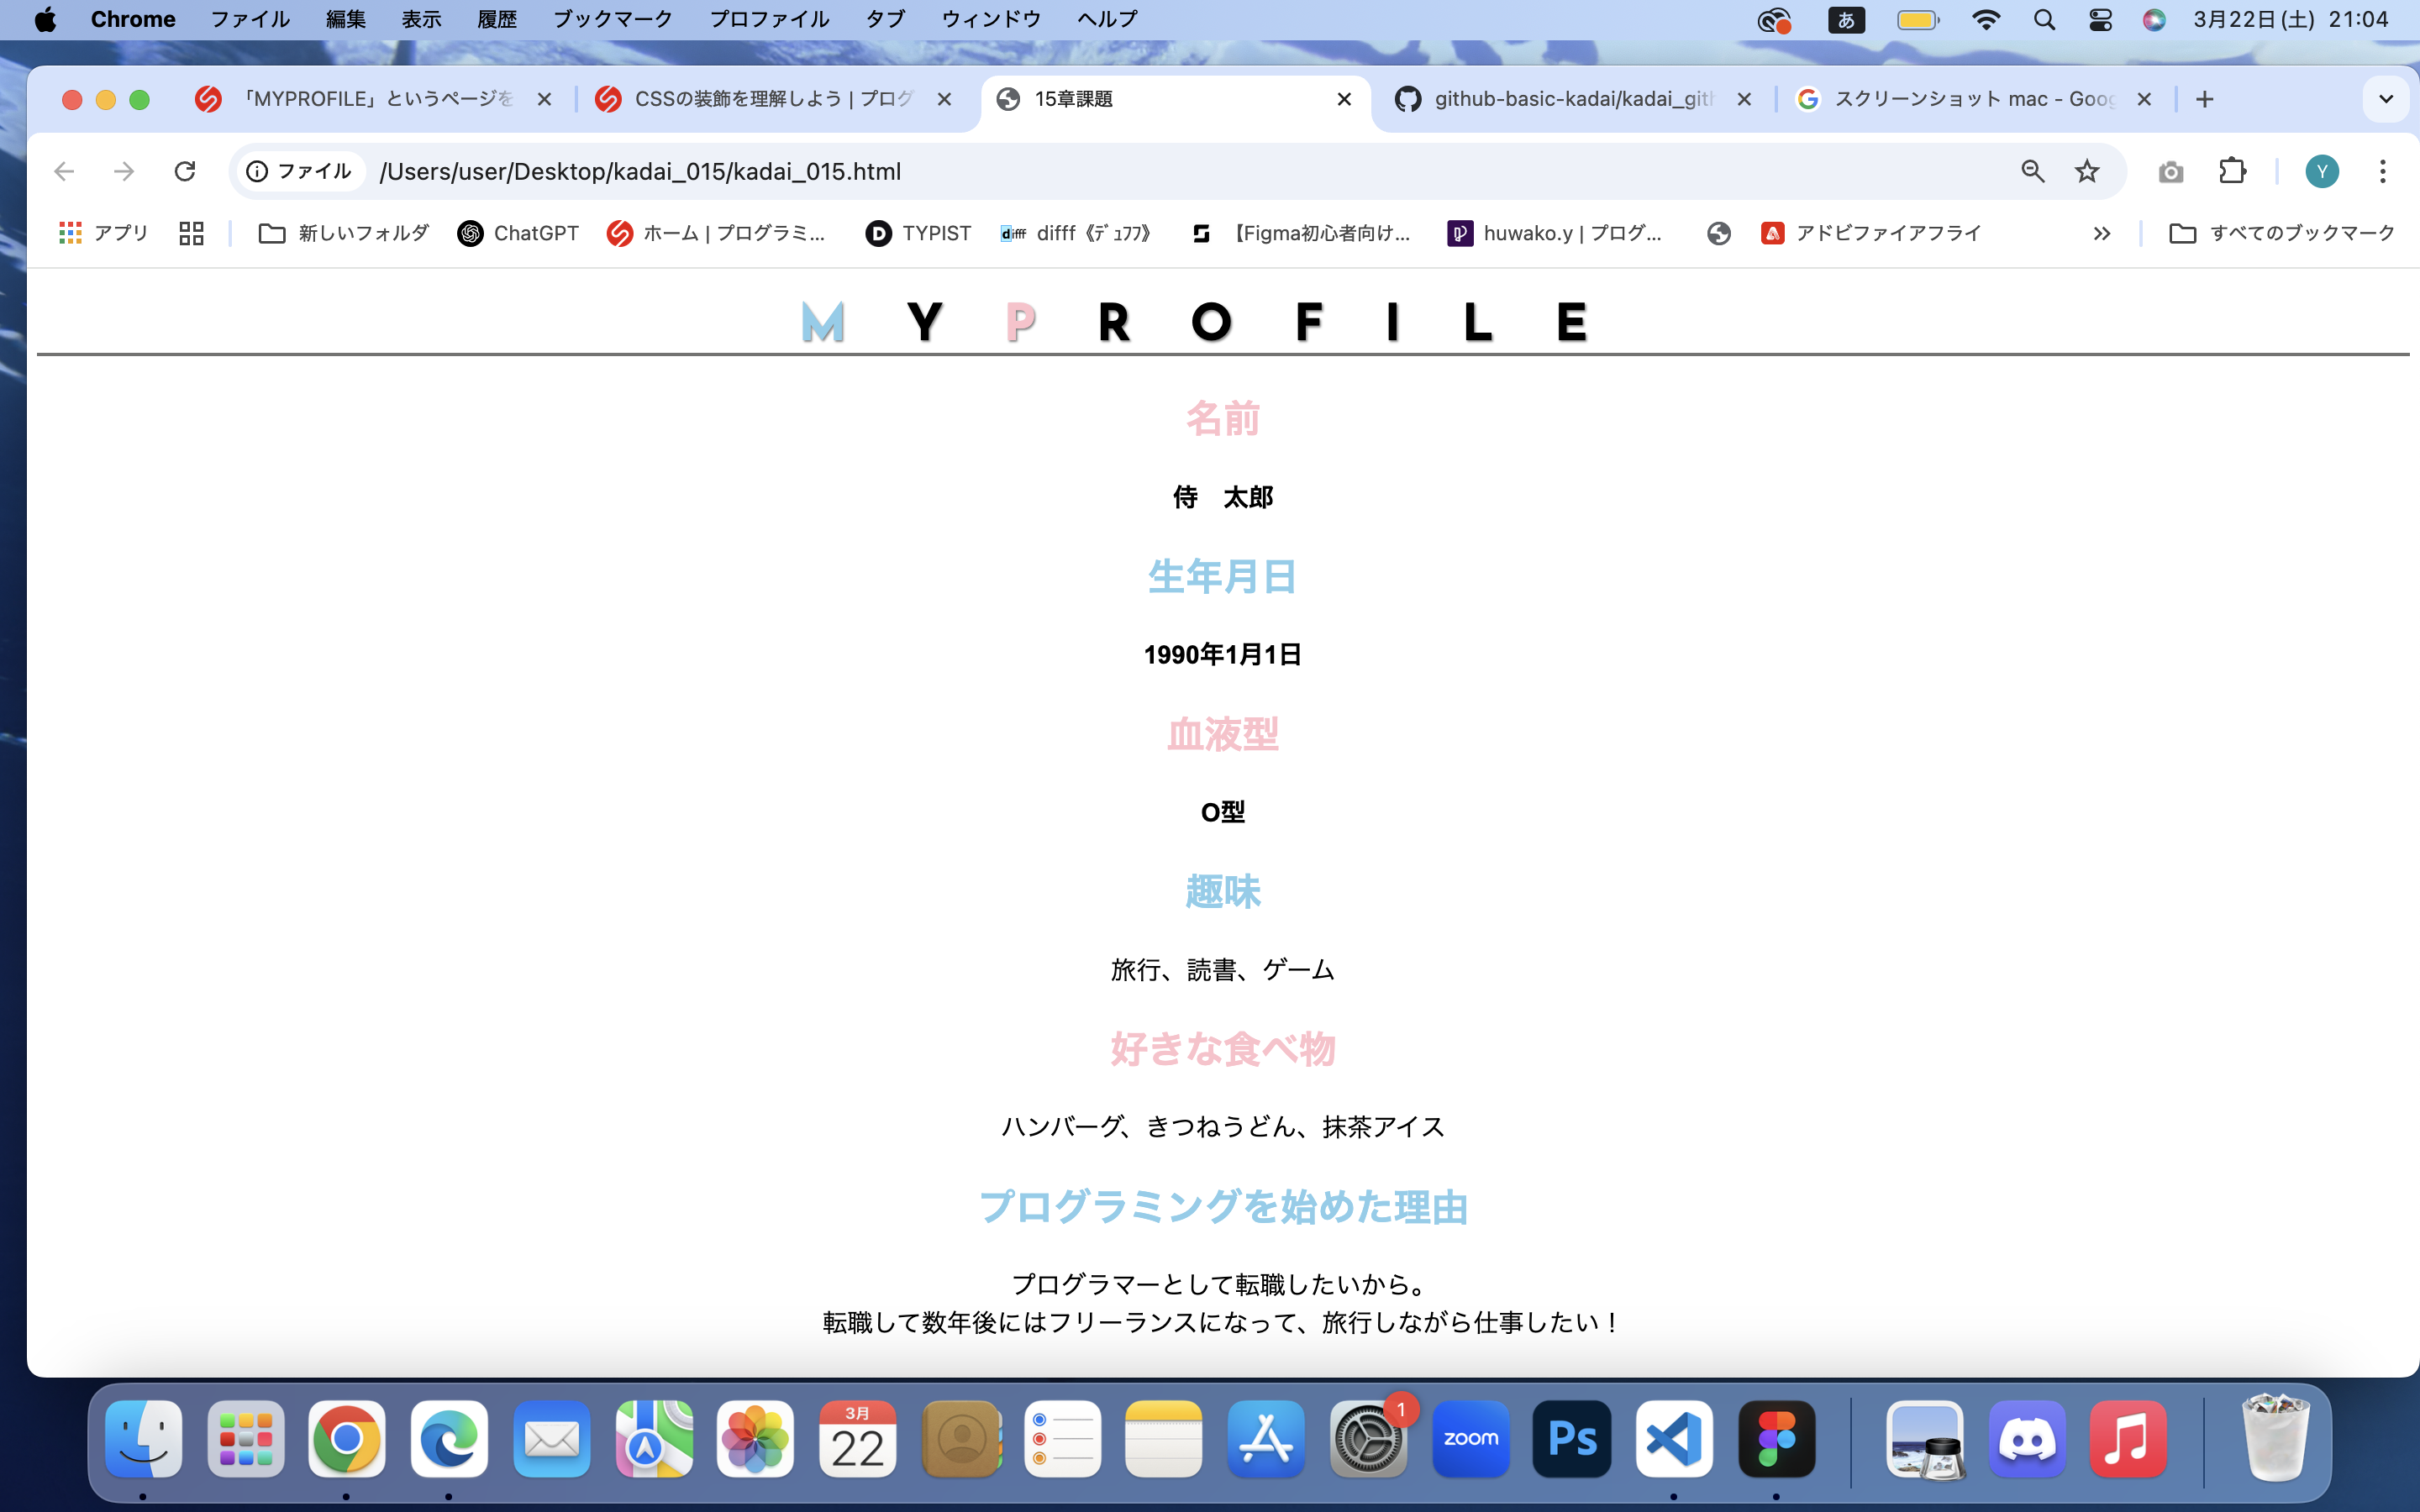 Chrome ファイル 編集 表示 履歴 ブックマーク プロファイル タブ ウィンドウ ヘルプ あ 3月22日(土) 21:04
「MYPROFILE」というページを CSSの装飾を理解しよう | プログ 15章課題 github-basic-kadai/kadai_gith スクリーンショット mac - Goog
ファイル /Users/user/Desktop/kadai_015/kadai_015.html Y
アプリ 新しいフォルダ ChatGPT ホーム | プログラミ... TYPIST difff《ﾃﾞｭﾌﾌ》 【Figma初心者向け... huwako.y | プログ... アドビファイアフライ すべてのブックマーク
M Y P R O F I L E
名前
侍　太郎
生年月日
1990年1月1日
血液型
O型
趣味
旅行、読書、ゲーム
好きな食べ物
ハンバーグ、きつねうどん、抹茶アイス
プログラミングを始めた理由
プログラマーとして転職したいから。
転職して数年後にはフリーランスになって、旅行しながら仕事したい！
3月
22
1
zoom
Ps